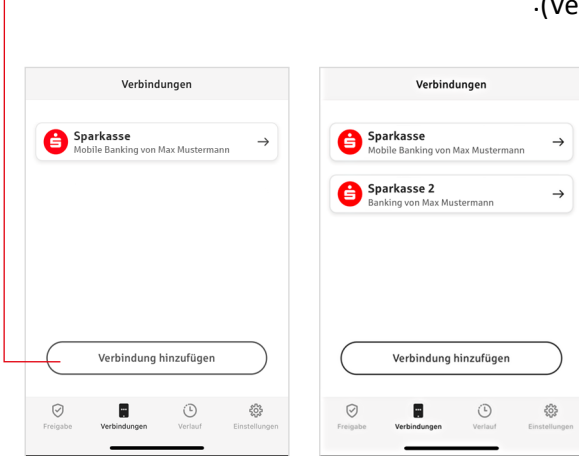 .(Ve
Verbindungen
Sparkasse
Mobile Banking von Max Mustermann
Verbindung hinzufügen
Freigabe Verbindungen Verlauf Einstellungen
Verbindungen
Sparkasse
Mobile Banking von Max Mustermann
Sparkasse 2
Banking von Max Mustermann
Verbindung hinzufügen
Freigabe Verbindungen Verlauf Einstellungen